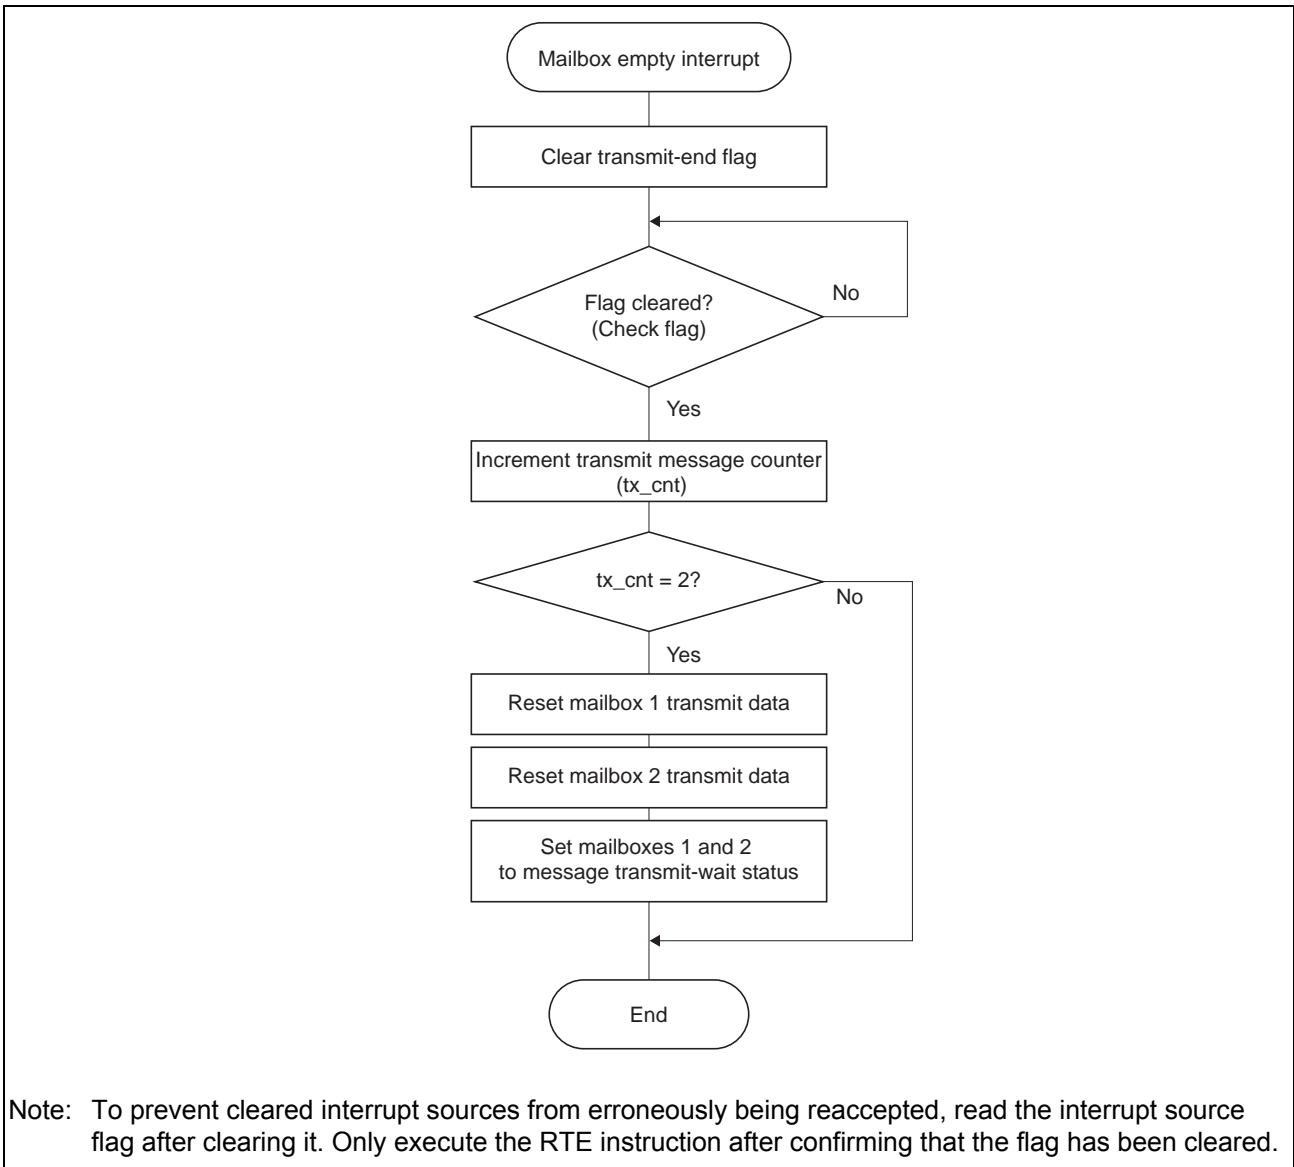 Mailbox empty interrupt
Clear transmit-end flag
Flag cleared?
(Check flag)
No
Yes
Increment transmit message counter
(tx_cnt)
tx_cnt = 2?
No
Yes
Reset mailbox 1 transmit data
Reset mailbox 2 transmit data
Set mailboxes 1 and 2
to message transmit-wait status
End
Note: To prevent cleared interrupt sources from erroneously being reaccepted, read the interrupt source
flag after clearing it. Only execute the RTE instruction after confirming that the flag has been cleared.